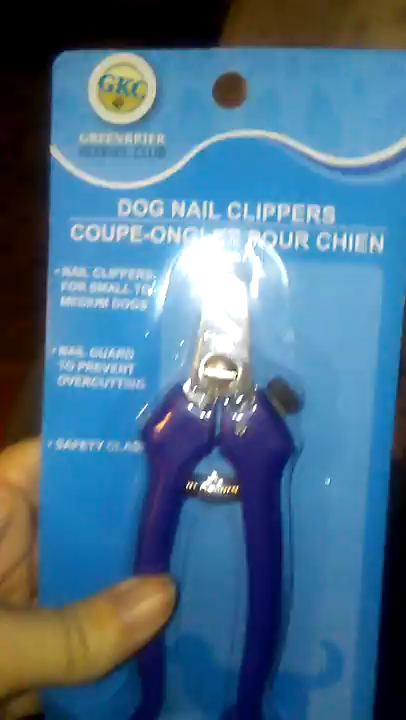 GKC
GREENBRIER
KENNEL CLUB
DOG NAIL CLIPPERS
COUPE-ONGLES POUR CHIEN
• NAIL CLIPPERS
FOR SMALL TO
MEDIUM DOGS
• NAIL GUARD
TO PREVENT
OVERCUTTING
• SAFETY CLASP